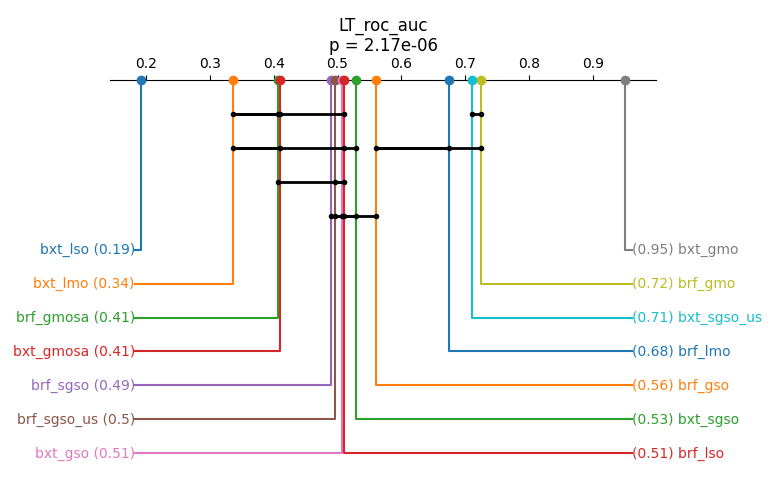 LT_roc_auc
p = 2.17e-06
0.2 0.3 0.4 0.5 0.6 0.7 0.8 0.9
bxt_lso (0.19) (0.95) bxt_gmo
bxt_lmo (0.34) (0.72) brf_gmo
brf_gmosa (0.41) (0.71) bxt_sgso_us
bxt_gmosa (0.41) (0.68) brf_lmo
brf_sgso (0.49) (0.56) brf_gso
brf_sgso_us (0.5) (0.53) bxt_sgso
bxt_gso (0.51) (0.51) brf_lso